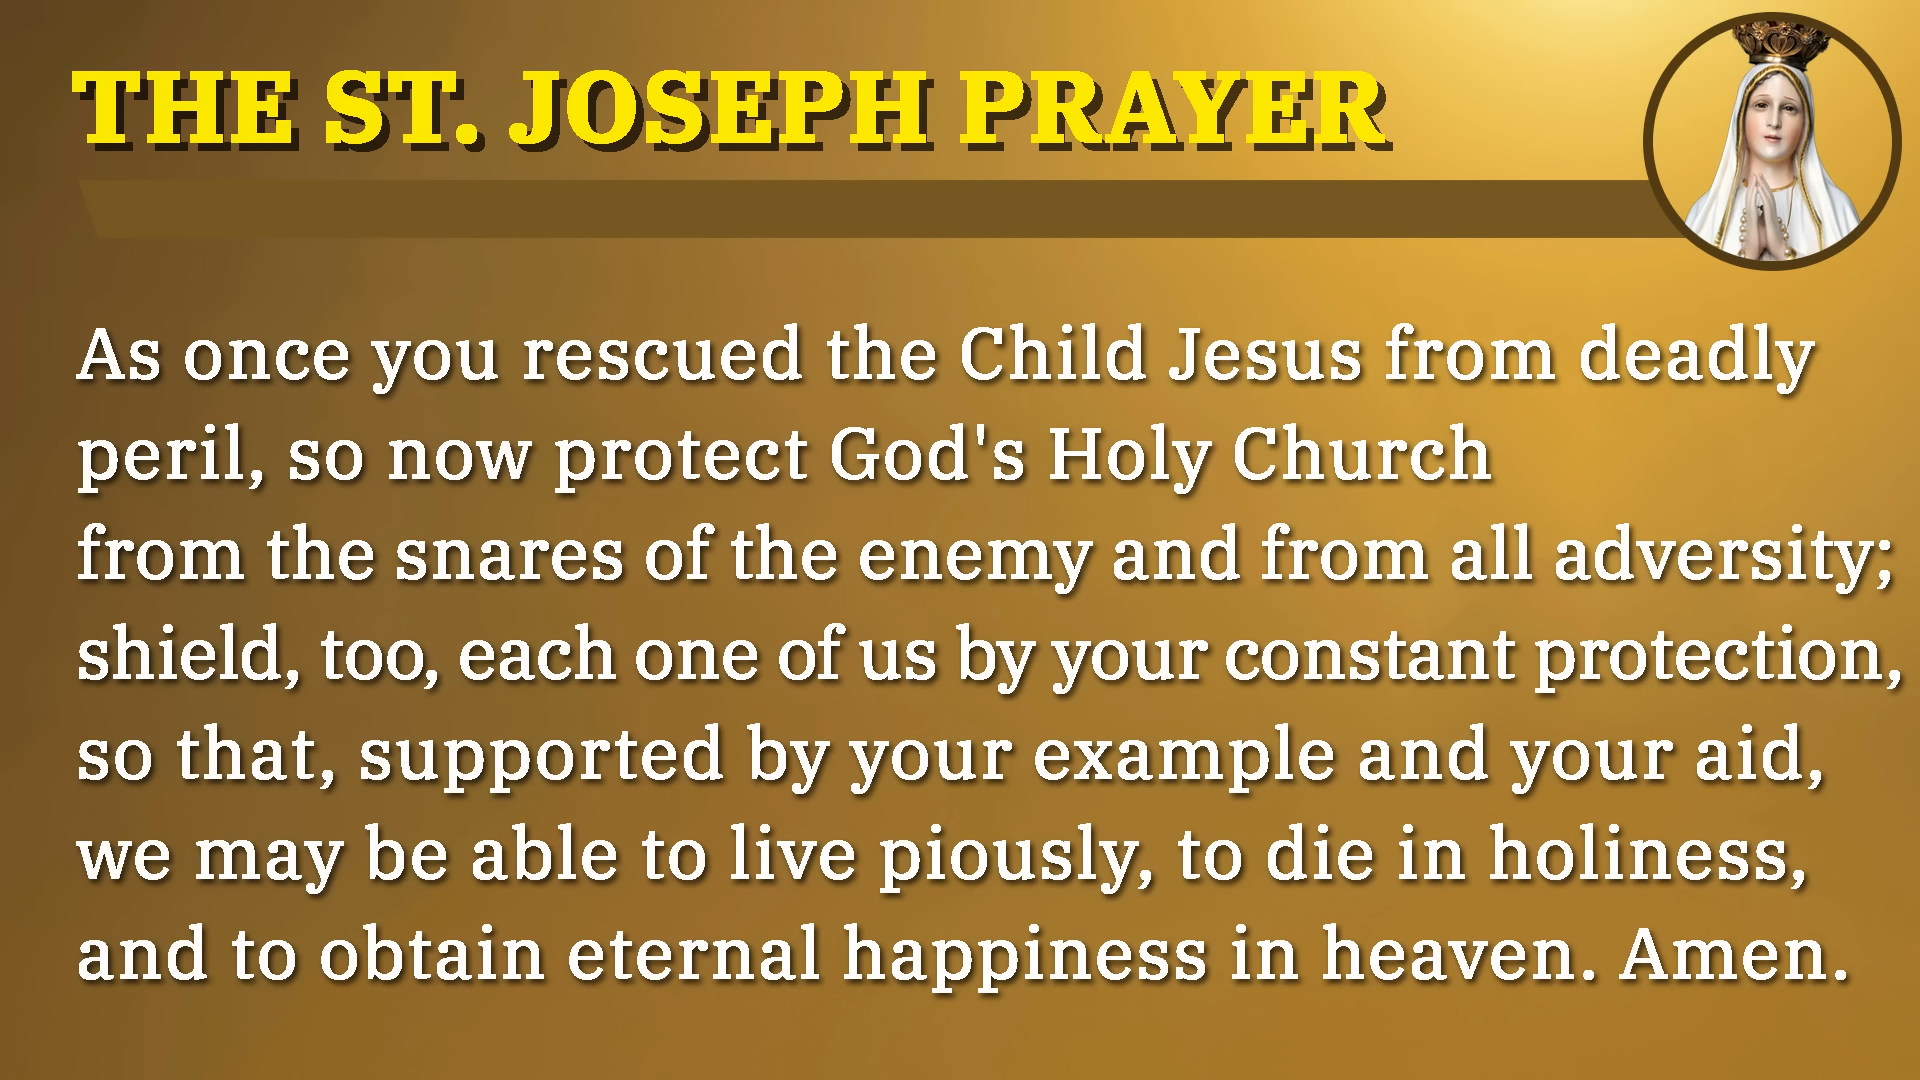 THE ST. JOSEPH PRAYER
As once you rescued the Child Jesus from deadly
peril, so now protect God's Holy Church
from the snares of the enemy and from all adversity;
shield, too, each one of us by your constant protection,
so that, supported by your example and your aid,
we may be able to live piously, to die in holiness,
and to obtain eternal happiness in heaven. Amen.